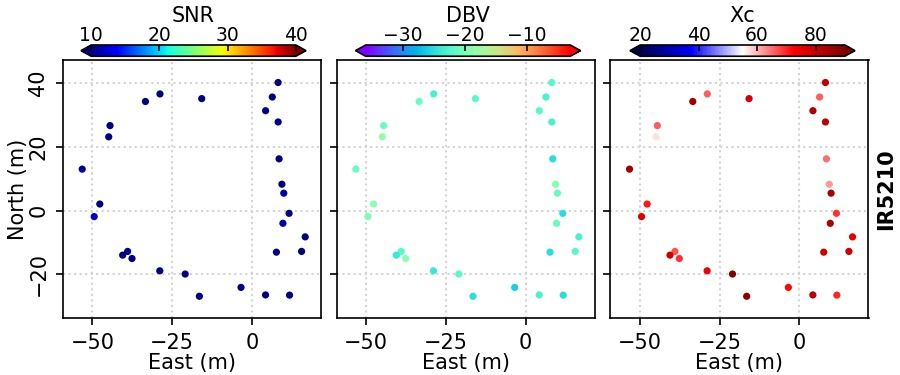 SNR DBV Xc
10 20 30 40 −30 −20 −10 20 40 60 80
North (m)
40
20
0
−20
IR5210
−50 −25 0 −50 −25 0 −50 −25 0
East (m) East (m) East (m)